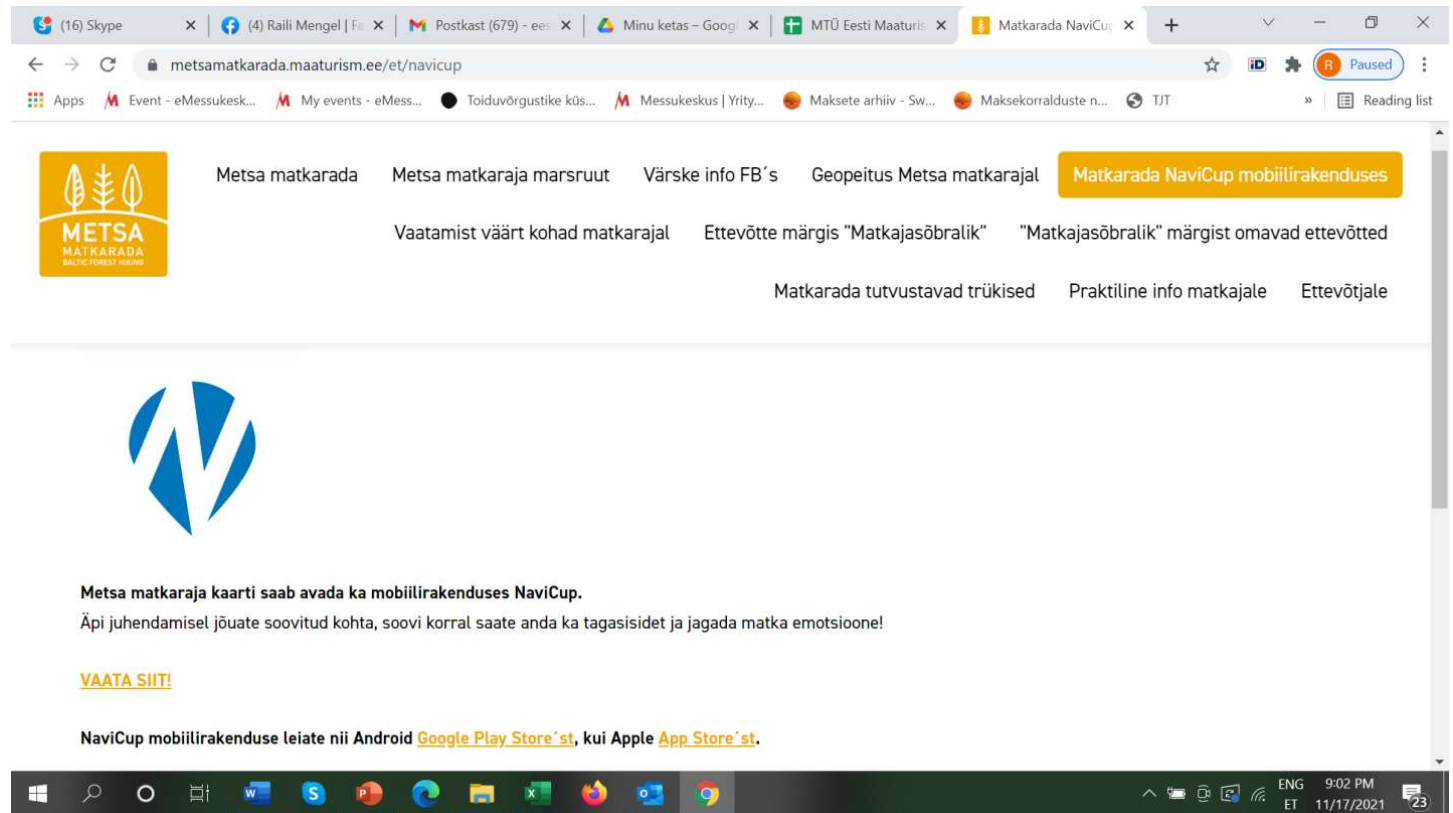 (16) Skype
(4) Raili Mengel | Fa
Postkast (679) - ees
Minu ketas – Googl
MTÜ Eesti Maaturis
Matkarada NaviCup
metsamatkarada.maaturism.ee/et/navicup
iD
R Paused
Apps Event - eMessukesk... My events - eMess... Toiduvõrgustike küs... Messukeskus | Yrity... Maksete arhiiv - Sw... Maksekorralduste n... TJT » Reading list
METSA
MATKARADA
BALTIC FOREST HIKING
Metsa matkarada Metsa matkaraja marsruut Värske info FB´s Geopeitus Metsa matkarajal Matkarada NaviCup mobiilirakenduses
Vaatamist väärt kohad matkarajal Ettevõtte märgis "Matkajasõbralik" "Matkajasõbralik" märgist omavad ettevõtted
Matkarada tutvustavad trükised Praktiline info matkajale Ettevõtjale
Metsa matkaraja kaarti saab avada ka mobiilirakenduses NaviCup.
Äpi juhendamisel jõuate soovitud kohta, soovi korral saate anda ka tagasisidet ja jagada matka emotsioone!
VAATA SIIT!
NaviCup mobiilirakenduse leiate nii Android Google Play Store´st, kui Apple App Store´st.
ENG 9:02 PM
ET 11/17/2021
23